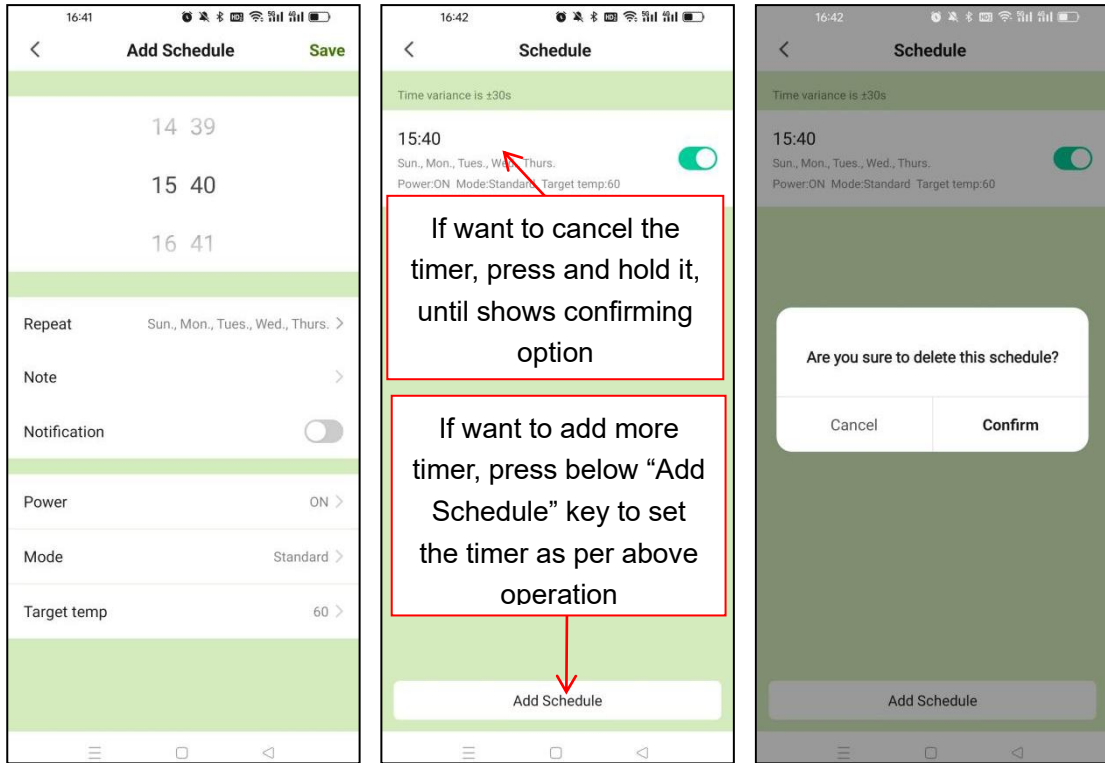 16:41
Add Schedule Save
14 39
15 40
16 41
Repeat Sun., Mon., Tues., Wed., Thurs.
Note
Notification
Power ON
Mode Standard
Target temp 60
16:42
Schedule
Time variance is ±30s
15:40
Sun., Mon., Tues., Wed., Thurs.
Power:ON Mode:Standard Target temp:60
If want to cancel the
timer, press and hold it,
until shows confirming
option
If want to add more
timer, press below “Add
Schedule” key to set
the timer as per above
operation
Add Schedule
16:42
Schedule
Time variance is ±30s
15:40
Sun., Mon., Tues., Wed., Thurs.
Power:ON Mode:Standard Target temp:60
Are you sure to delete this schedule?
Cancel Confirm
Add Schedule